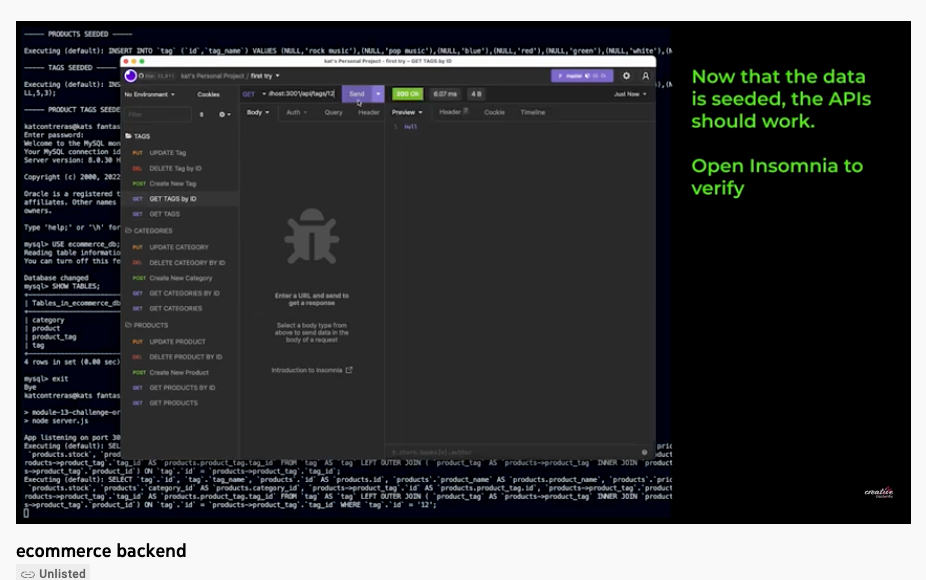 ----- PRODUCTS SEEDED -----
Executing (default): INSERT INTO `tag` (`id`,`tag_name`) VALUES (NULL,'rock music'),(NULL,'pop music'),(NULL,'blue'),(NULL,'red'),(NULL,'green'),(NULL,'white'),(N
----- TAGS SEEDED -----
Executing (default): INS
LL,5,3);
----- PRODUCT TAGS SEEDE
katcontreras@kats fantas
Enter password:
Welcome to the MySQL mon
Your MySQL connection id
Server version: 8.0.30 H
Copyright (c) 2000, 2022
Oracle is a registered t
affiliates. Other names
owners.
Type 'help;' or '\h' for
mysql> USE ecommerce_db;
Reading table informatio
You can turn off this fe
Database changed
mysql> SHOW TABLES;
| Tables_in_ecommerce_db
| category
| product
| product_tag
| tag
4 rows in set (0.00 sec)
mysql> exit
Bye
katcontreras@kats fantas
> module-13-challenge-or
> node server.js
App listening on port 30
Executing (default): SEL
kat's Personal Project – first try – GET TAGS by ID
kat's Personal Project / first try
master
No Environment
Cookies
Filter
TAGS
PUT UPDATE Tag
DEL DELETE Tag by ID
POST Create New Tag
GET GET TAGS by ID
GET GET TAGS
CATEGORIES
PUT UPDATE CATEGORY
DEL DELETE CATEGORY BY ID
POST Create New Category
GET GET CATEGORIES BY ID
GET GET CATEGORIES
PRODUCTS
PUT UPDATE PRODUCT
DEL DELETE PRODUCT BY ID
POST Create New Product
GET GET PRODUCTS BY ID
GET GET PRODUCTS
GET lhost:3001/api/tags/12 Send
Body Auth Query Header
Enter a URL and send to
get a response
Select a body type from
above to send data in the
body of a request
Introduction to Insomnia
200 OK 6.07 ms 4 B Just Now
Preview Header Cookie Timeline
1 null
$.store.books[*].author
`products.stock`, `prod
roducts->product_tag`.`tag_id` AS `products.product_tag.tag_id` FROM `tag` AS `tag` LEFT OUTER JOIN ( `product_tag` AS `products->product_tag` INNER JOIN `product
s->product_tag`.`product_id`) ON `tag`.`id` = `products->product_tag`.`tag_id`;
Executing (default): SELECT `tag`.`id`, `tag`.`tag_name`, `products`.`id` AS `products.id`, `products`.`product_name` AS `products.product_name`, `products`.`pric
`products.stock`, `products`.`category_id` AS `products.category_id`, `products->product_tag`.`id` AS `products.product_tag.id`, `products->product_tag`.`product
roducts->product_tag`.`tag_id` AS `products.product_tag.tag_id` FROM `tag` AS `tag` LEFT OUTER JOIN ( `product_tag` AS `products->product_tag` INNER JOIN `product
s->product_tag`.`product_id`) ON `tag`.`id` = `products->product_tag`.`tag_id` WHERE `tag`.`id` = '12';
Now that the data
is seeded, the APIs
should work.
Open Insomnia to
verify
creative
ecommerce backend
Unlisted